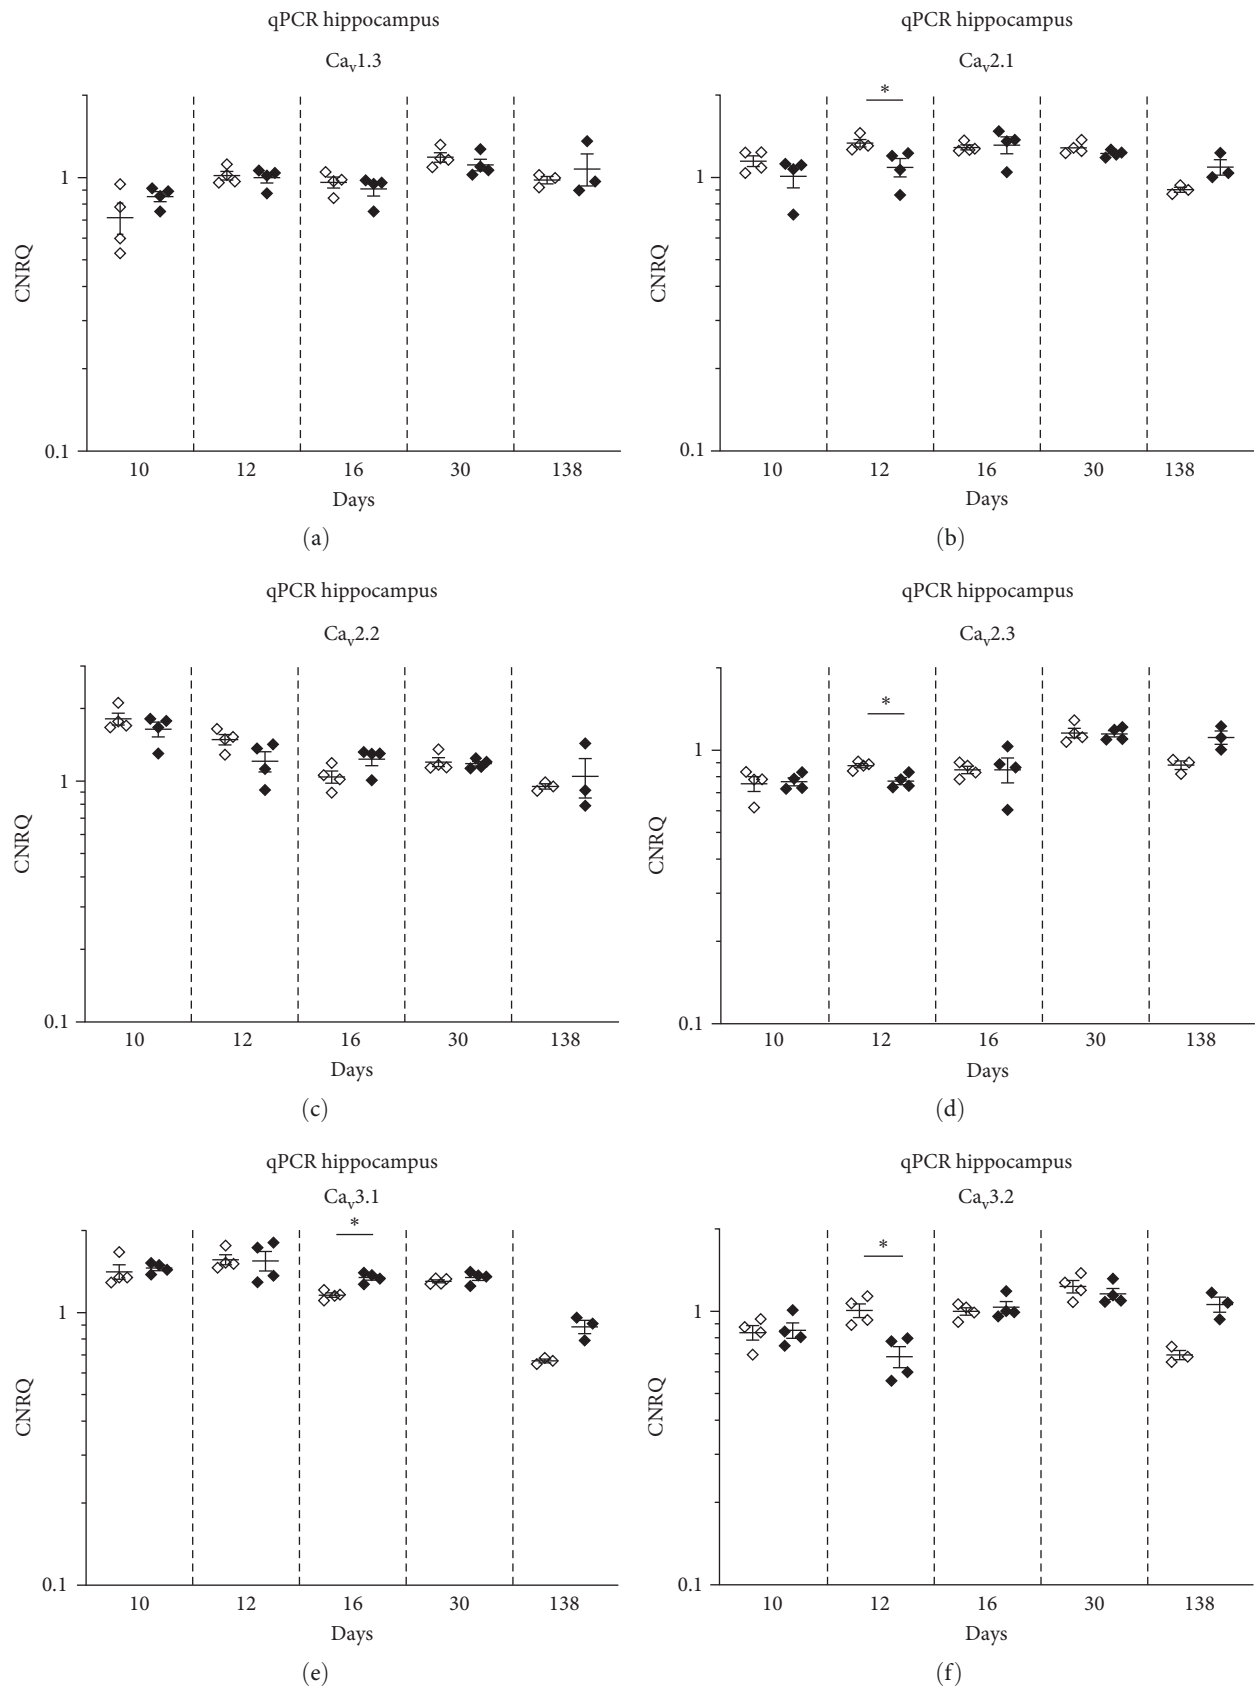 qPCR hippocampus
Cav1.3
*
CNRQ
1
0.1
10 12 16 30 138
Days
(a)
qPCR hippocampus
Cav2.1
*
CNRQ
1
0.1
10 12 16 30 138
Days
(b)
qPCR hippocampus
Cav2.2
CNRQ
1
0.1
10 12 16 30 138
Days
(c)
qPCR hippocampus
Cav2.3
*
CNRQ
1
0.1
10 12 16 30 138
Days
(d)
qPCR hippocampus
Cav3.1
*
CNRQ
1
0.1
10 12 16 30 138
Days
(e)
qPCR hippocampus
Cav3.2
*
CNRQ
1
0.1
10 12 16 30 138
Days
(f)